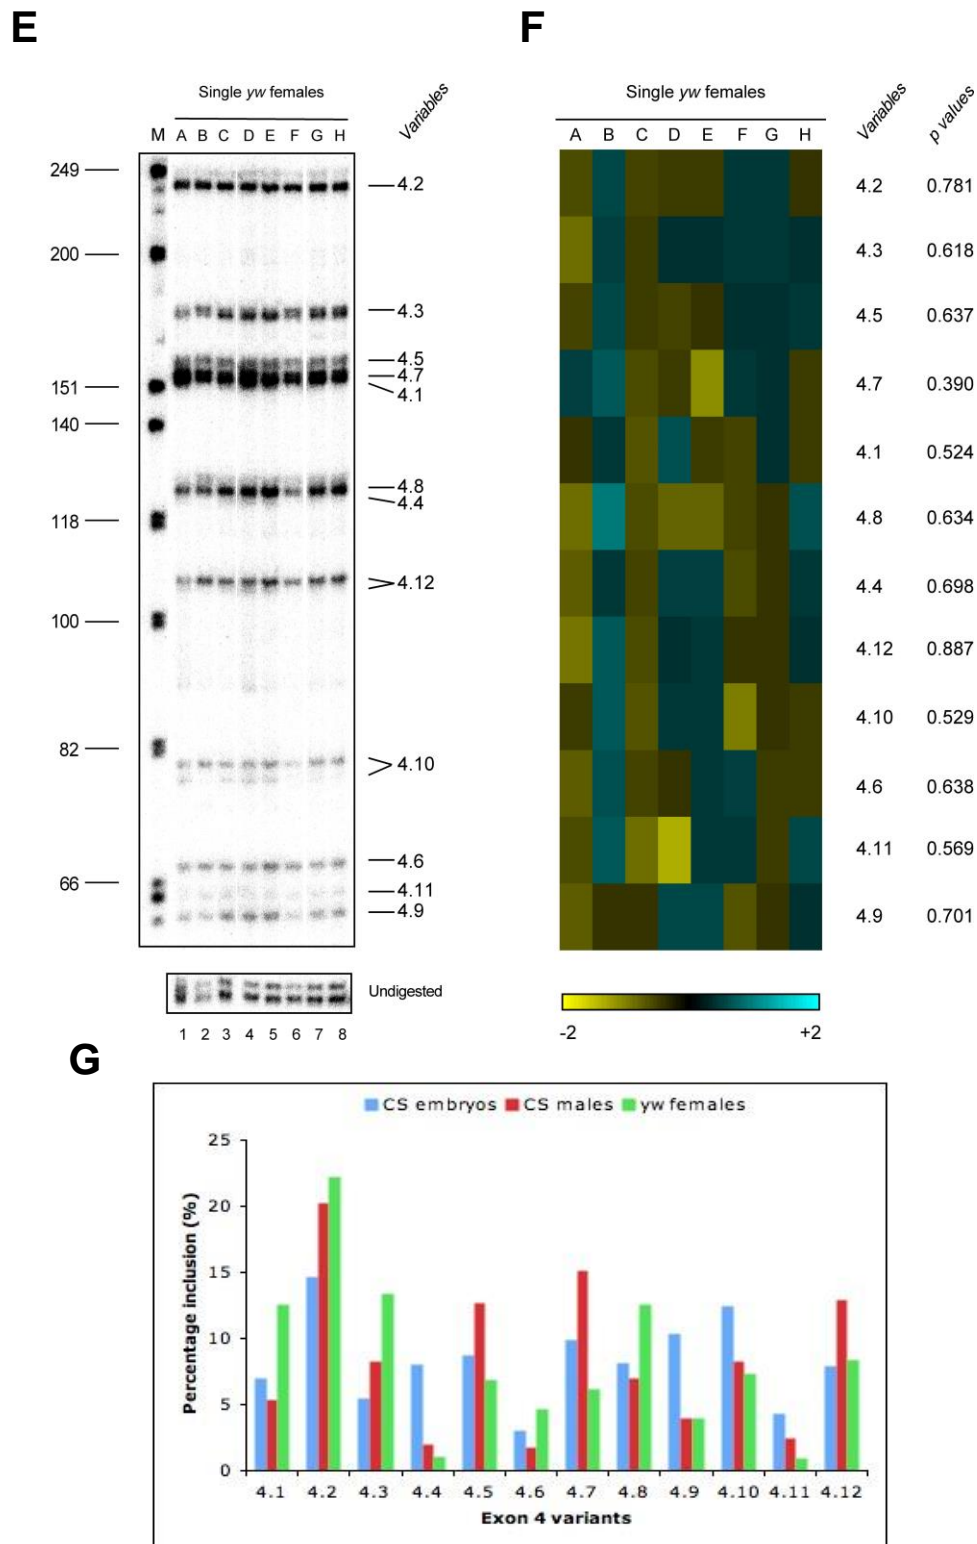 E
Single yw females
Variables
M A B C D E F G H
249
200
151
140
118
100
82
66
4.2
4.3
4.5
4.7
4.1
4.8
4.4
4.12
4.10
4.6
4.11
4.9
Undigested
1 2 3 4 5 6 7 8
F
Single yw females
Variables
p values
A B C D E F G H
4.2 0.781
4.3 0.618
4.5 0.637
4.7 0.390
4.1 0.524
4.8 0.634
4.4 0.698
4.12 0.887
4.10 0.529
4.6 0.638
4.11 0.569
4.9 0.701
-2 +2
G
CS embryos CS males yw females
Percentage inclusion (%)
25
20
15
10
5
0
4.1 4.2 4.3 4.4 4.5 4.6 4.7 4.8 4.9 4.10 4.11 4.12
Exon 4 variants